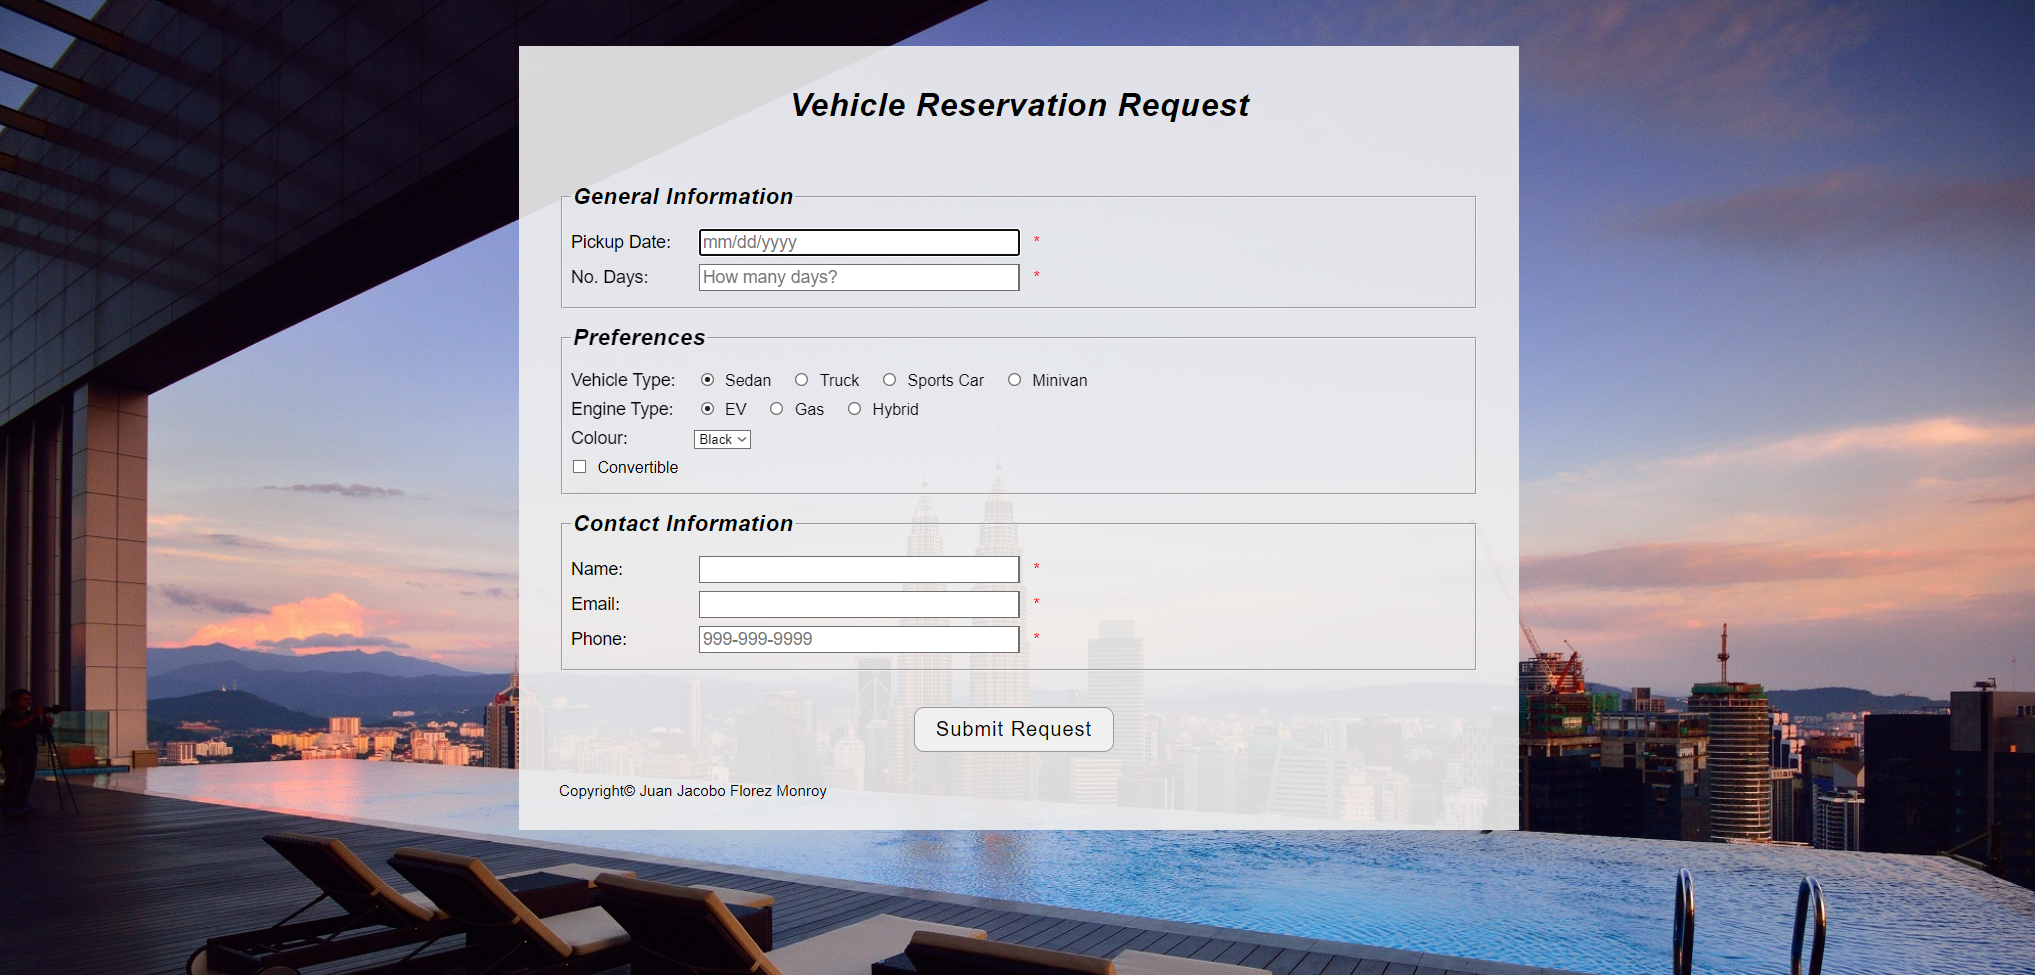 Vehicle Reservation Request
General Information
Pickup Date: mm/dd/yyyy *
No. Days: How many days? *
Preferences
Vehicle Type: Sedan Truck Sports Car Minivan
Engine Type: EV Gas Hybrid
Colour: Black
Convertible
Contact Information
Name: *
Email: *
Phone: 999-999-9999 *
Submit Request
Copyright© Juan Jacobo Florez Monroy